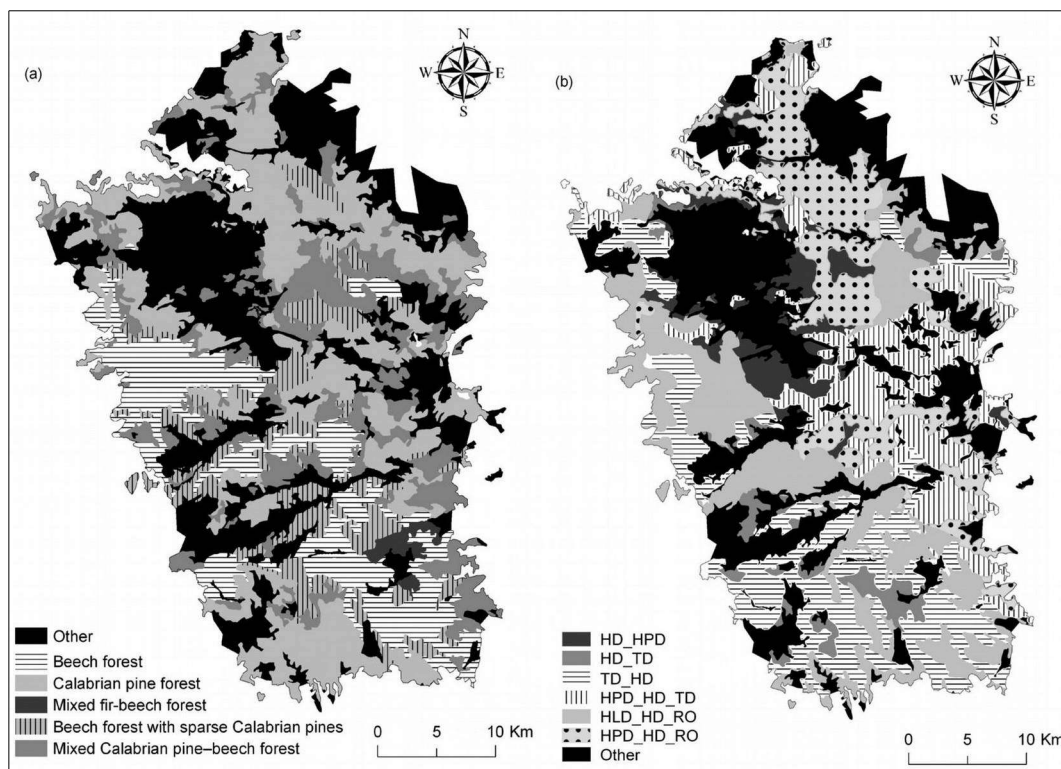 (a)
N
W E
S
Other
Beech forest
Calabrian pine forest
Mixed fir-beech forest
Beech forest with sparse Calabrian pines
Mixed Calabrian pine–beech forest
0 5 10 Km
(b)
N
W E
S
HD_HPD
HD_TD
TD_HD
HPD_HD_TD
HLD_HD_RO
HPD_HD_RO
Other
0 5 10 Km